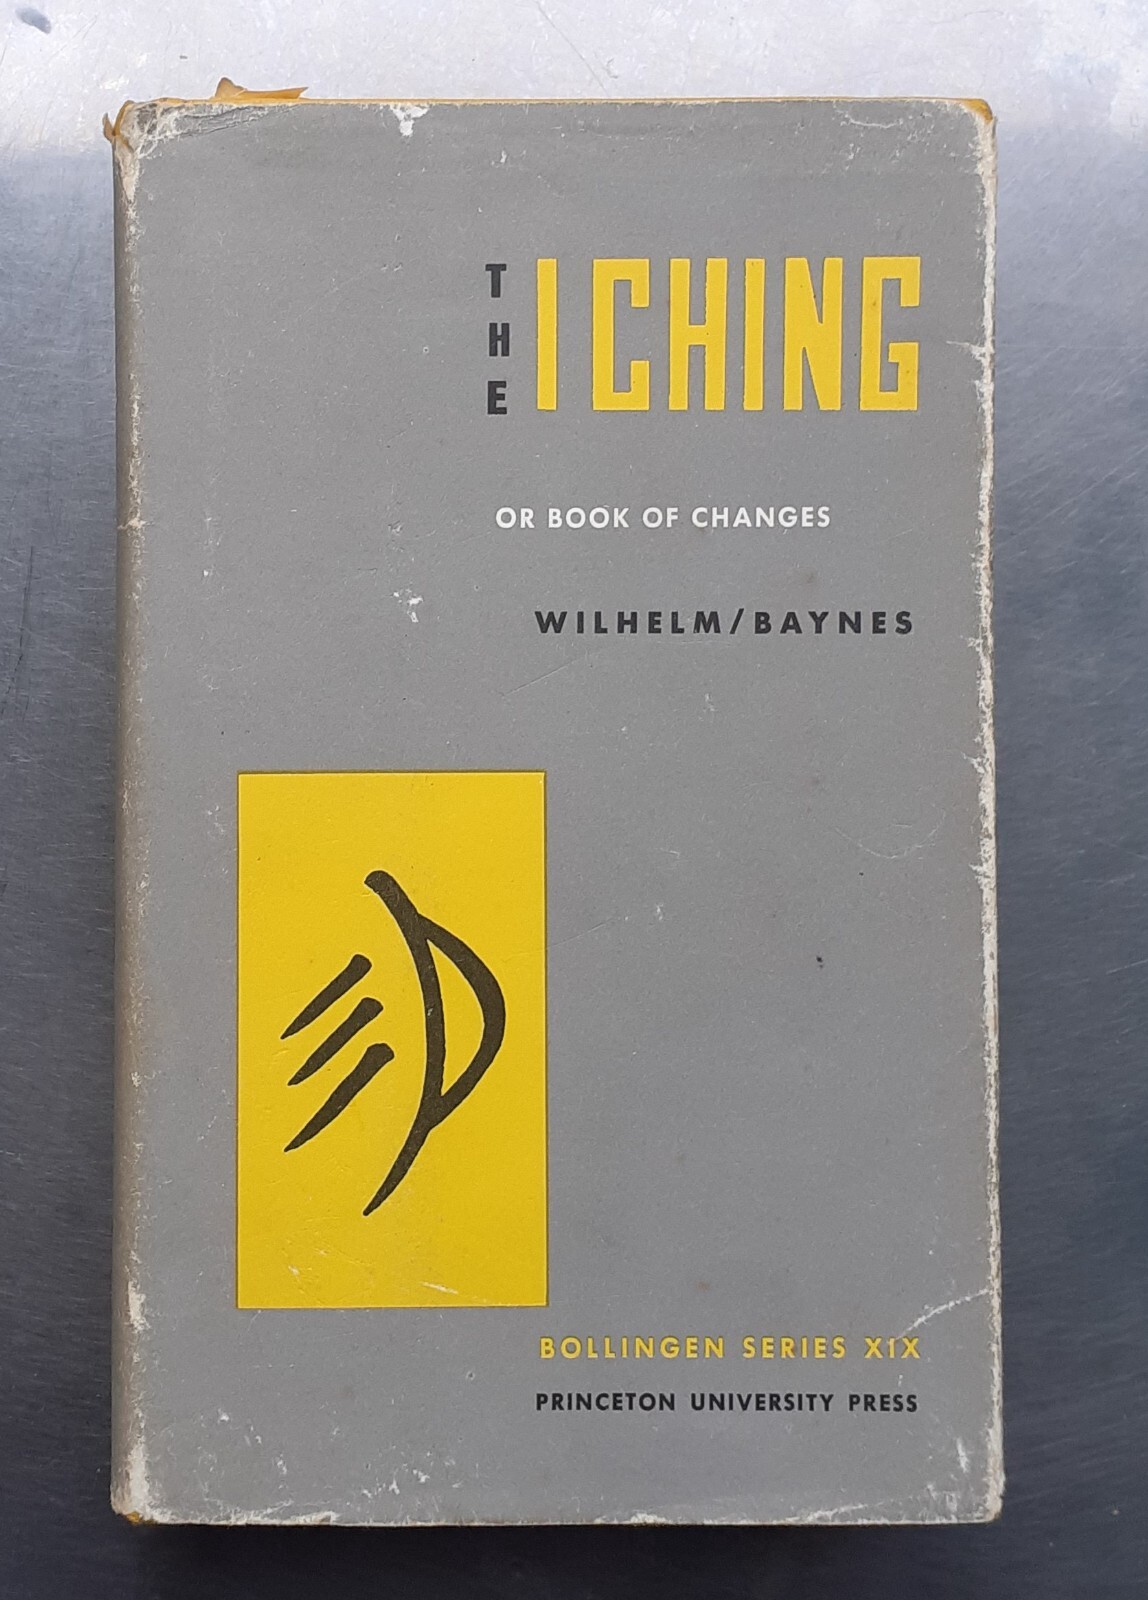 THE I CHING
OR BOOK OF CHANGES
WILHELM/BAYNES
BOLLINGEN SERIES XIX
PRINCETON UNIVERSITY PRESS